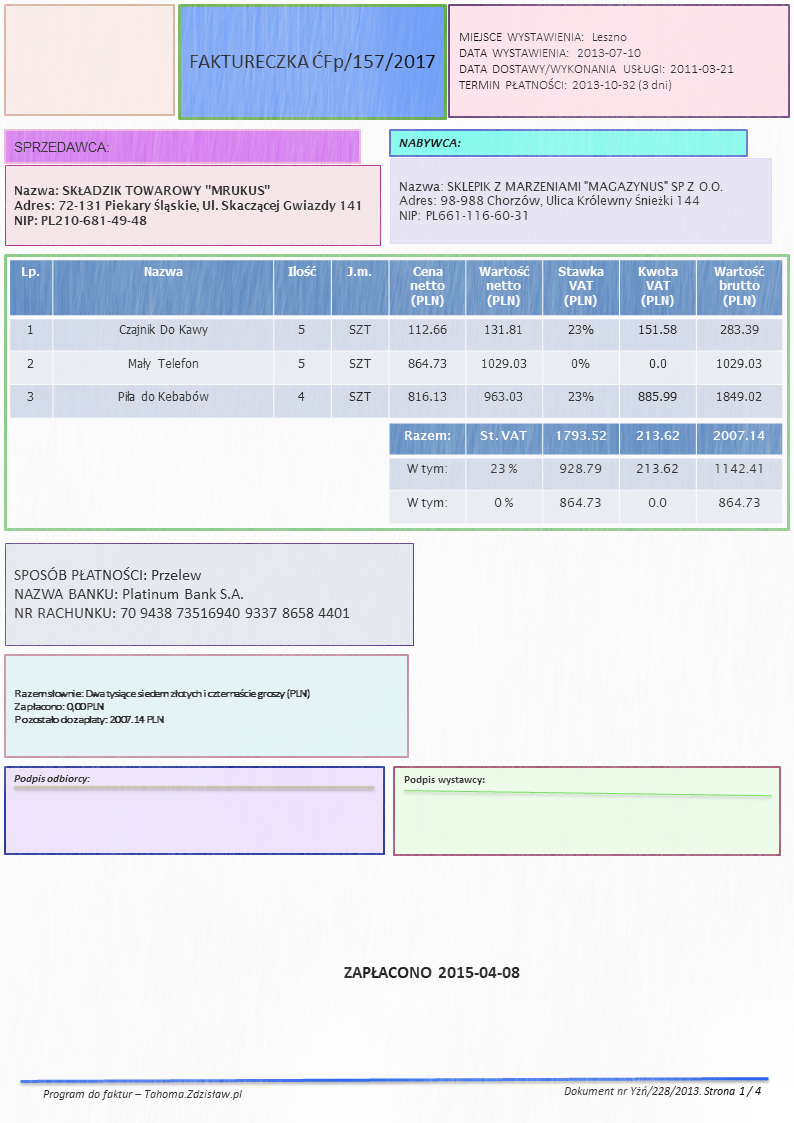 FAKTURECZKA ĆFp/157/2017
MIEJSCE WYSTAWIENIA: Leszno
DATA WYSTAWIENIA: 2013-07-10
DATA DOSTAWY/WYKONANIA USŁUGI: 2011-03-21
TERMIN PŁATNOŚCI: 2013-10-32 (3 dni)
SPRZEDAWCA:
Nazwa: SKŁADZIK TOWAROWY "MRUKUS"
Adres: 72-131 Piekary Śląskie, Ul. Skaczącej Gwiazdy 141
NIP: PL210-681-49-48
NABYWCA:
Nazwa: SKLEPIK Z MARZENIAMI "MAGAZYNUS" SP Z O.O.
Adres: 98-988 Chorzów, Ulica Królewny Śnieżki 144
NIP: PL661-116-60-31
Lp. Nazwa Ilość J.m. Cena netto (PLN) Wartość netto (PLN) Stawka VAT (PLN) Kwota VAT (PLN) Wartość brutto (PLN)
1 Czajnik Do Kawy 5 SZT 112.66 131.81 23% 151.58 283.39
2 Mały Telefon 5 SZT 864.73 1029.03 0% 0.0 1029.03
3 Piła do Kebabów 4 SZT 816.13 963.03 23% 885.99 1849.02
Razem: St. VAT 1793.52 213.62 2007.14
W tym: 23 % 928.79 213.62 1142.41
W tym: 0 % 864.73 0.0 864.73
SPOSÓB PŁATNOŚCI: Przelew
NAZWA BANKU: Platinum Bank S.A.
NR RACHUNKU: 70 9438 73516940 9337 8658 4401
Razem słownie: Dwa tysiące siedem złotych i czternaście groszy (PLN)
Zapłacono: 0,00 PLN
Pozostało do zapłaty: 2007.14 PLN
Podpis odbiorcy:
Podpis wystawcy:
ZAPŁACONO 2015-04-08
Program do faktur – Tahoma.Zdzisław.pl
Dokument nr Yźń/228/2013. Strona 1 / 4